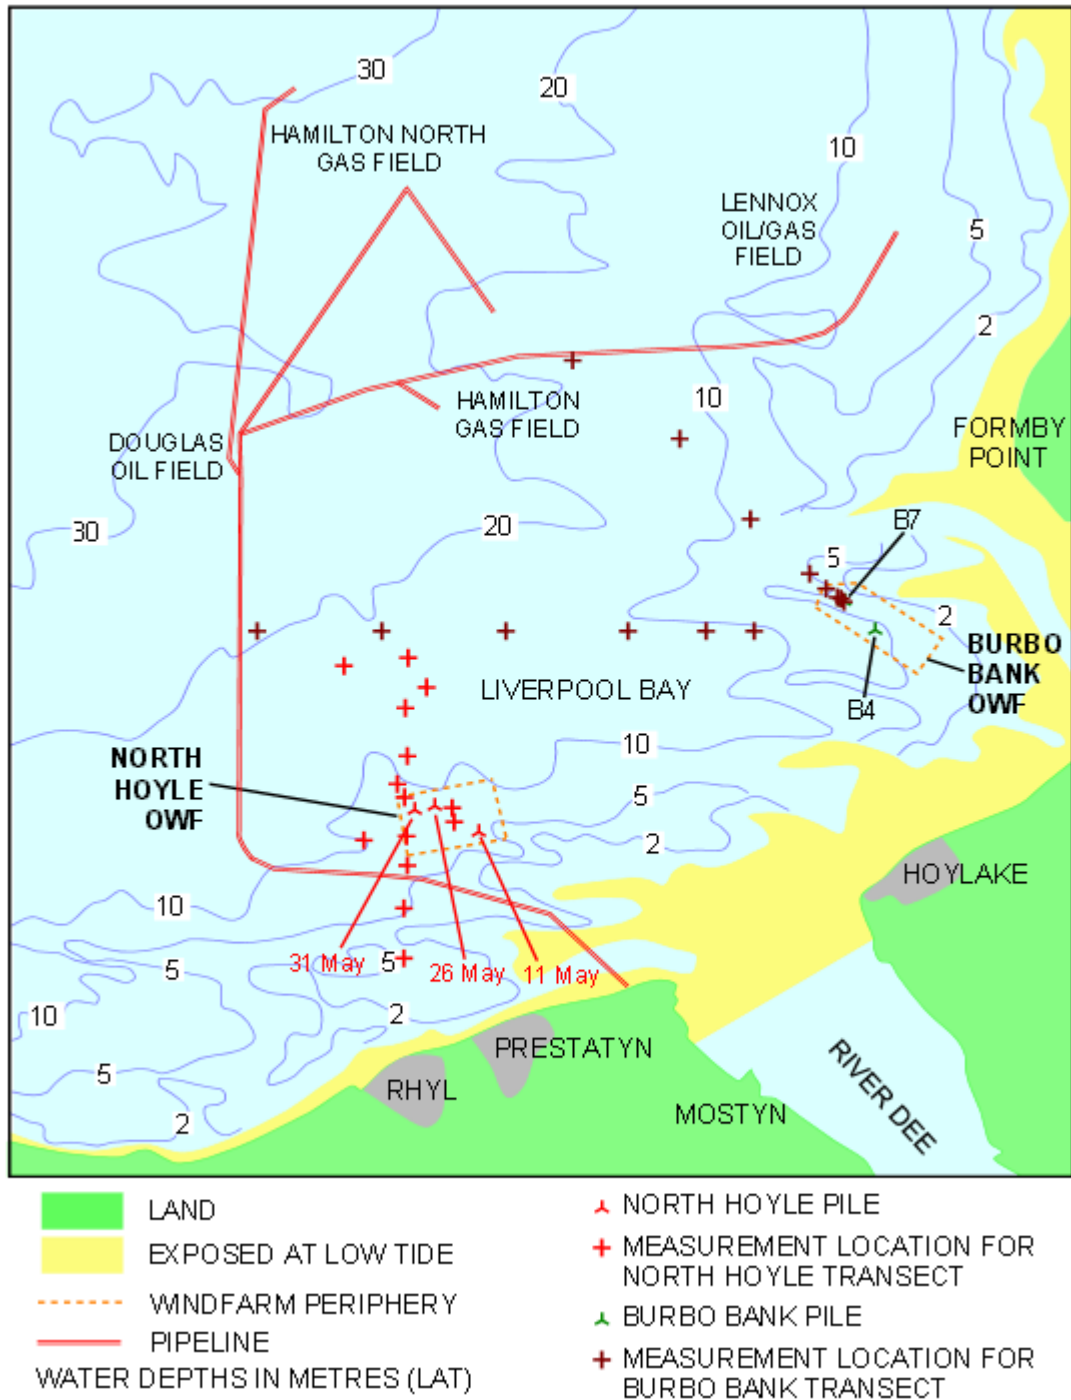 30
20
HAMILTON NORTH
GAS FIELD
10
LENNOX
OIL/GAS
FIELD
5
2
10
HAMILTON
GAS FIELD
DOUGLAS
OIL FIELD
FORMBY
POINT
30
20
B7
5
2
BURBO
BANK
OWF
LIVERPOOL BAY
B4
10
NORTH
HOYLE
OWF
5
2
HOYLAKE
10
5
31 May
5
26 May
11 May
10
2
PRESTATYN
5
RHYL
2
MOSTYN
RIVER DEE
LAND
EXPOSED AT LOW TIDE
WINDFARM PERIPHERY
PIPELINE
WATER DEPTHS IN METRES (LAT)
NORTH HOYLE PILE
MEASUREMENT LOCATION FOR
NORTH HOYLE TRANSECT
BURBO BANK PILE
MEASUREMENT LOCATION FOR
BURBO BANK TRANSECT